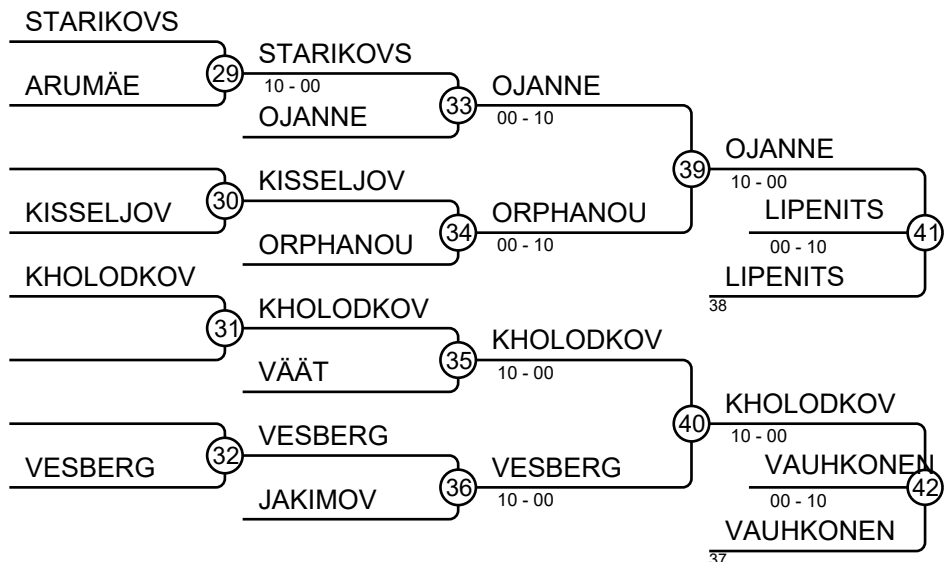 STARIKOVS
ARUMÄE
29
STARIKOVS
10 - 00
OJANNE
33
OJANNE
00 - 10
KISSELJOV
30
KISSELJOV
ORPHANOU
34
ORPHANOU
00 - 10
39
OJANNE
10 - 00
LIPENITS
00 - 10
LIPENITS
38
41
KHOLODKOV
31
KHOLODKOV
VÄÄT
35
KHOLODKOV
10 - 00
VESBERG
32
VESBERG
JAKIMOV
36
VESBERG
10 - 00
40
KHOLODKOV
10 - 00
VAUHKONEN
00 - 10
VAUHKONEN
37
42